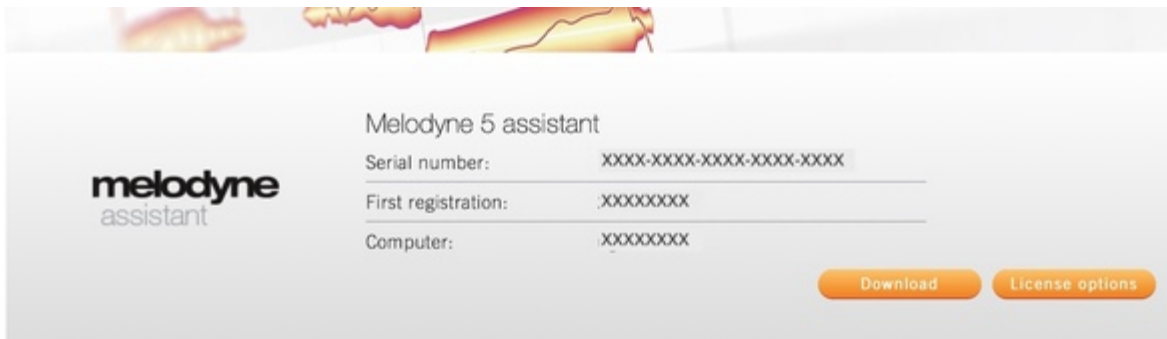 Melodyne 5 assistant
Serial number: XXXX-XXXX-XXXX-XXXX-XXXX
melodyne
assistant
First registration: XXXXXXXX
Computer: XXXXXXXX
Download License options